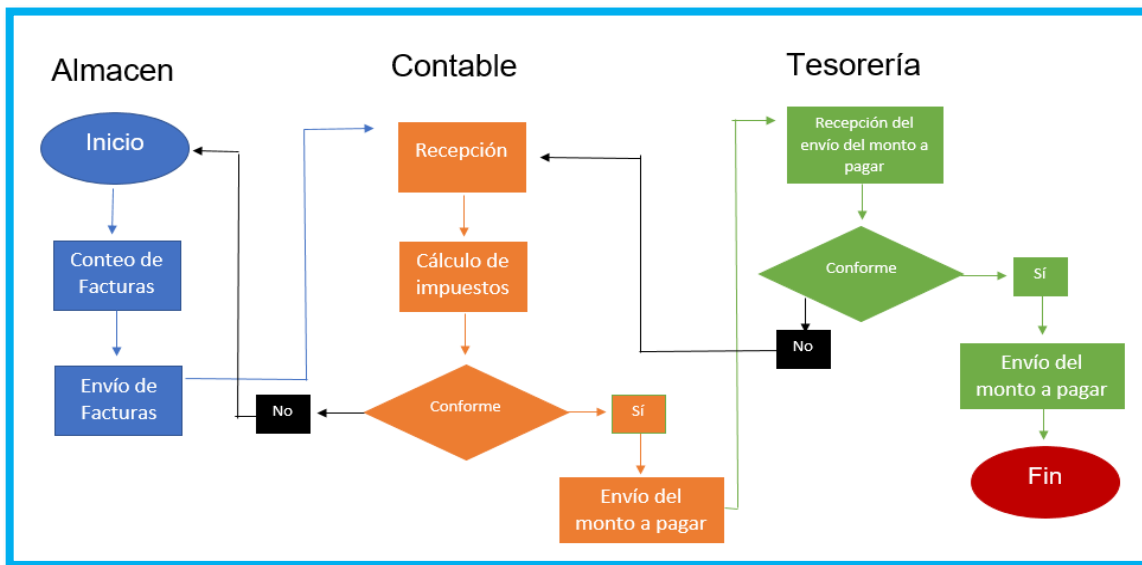 Almacen
Contable
Tesorería
Inicio
Conteo de
Facturas
Envío de
Facturas
No
Recepción
Cálculo de
impuestos
Conforme
Sí
Envío del
monto a pagar
Recepción del
envío del monto a
pagar
Conforme
No
Sí
Envío del
monto a pagar
Fin